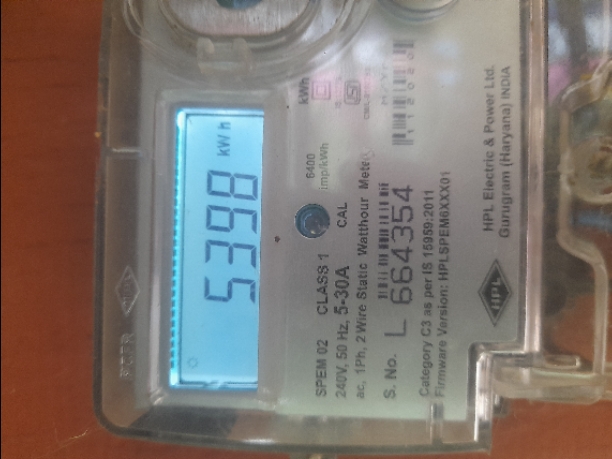 5398 kWh
6400
imp/kWh
CAL
SPEM 02 CLASS 1
240V, 50 Hz, 5-30A
ac, 1Ph, 2 Wire Static Watthour
S. No. L 664354
Category C3 as per IS 15959:2011
Firmware Version: HPLSPEM6XXX01
HPL
HPL Electric & Power Ltd.
Gurugram (Haryana) INDIA